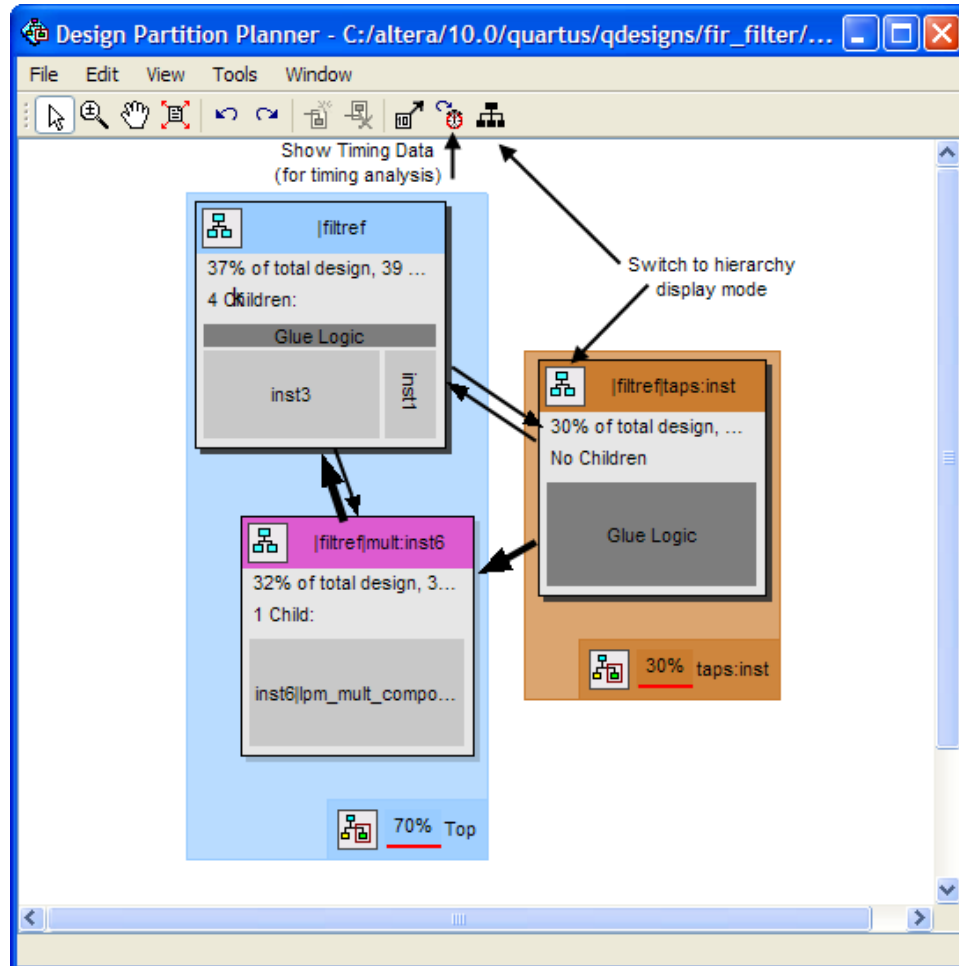 Design Partition Planner - C:/altera/10.0/quartus/qdesigns/fir_filter/...
File Edit View Tools Window
Show Timing Data
(for timing analysis)
|filtref
37% of total design, 39 ...
4 Children:
Glue Logic
inst3
inst1
Switch to hierarchy
display mode
|filtref|taps:inst
30% of total design, ...
No Children
Glue Logic
|filtref|mult:inst6
32% of total design, 3...
1 Child:
inst6|lpm_mult_compo...
30% taps:inst
70% Top